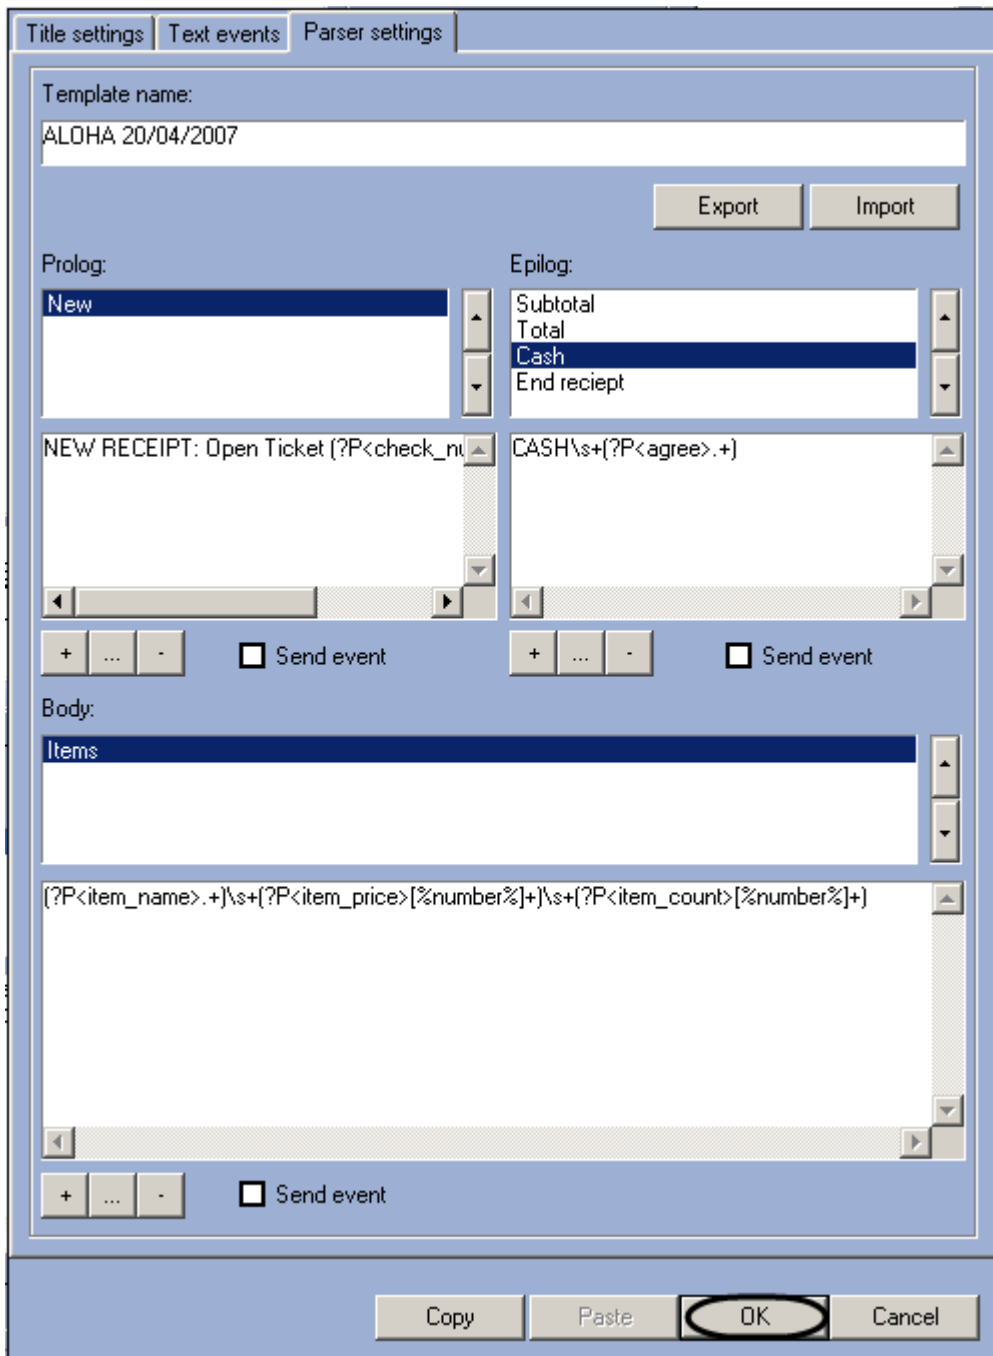 Title settings Text events Parser settings
Template name:
ALOHA 20/04/2007
Export Import
Prolog: Epilog:
New
Subtotal
Total
Cash
End reciept
NEW RECEIPT: Open Ticket (?P<check_nu
CASH\s+(?P<agree>.+)
+ ... - Send event + ... - Send event
Body:
Items
(?P<item_name>.+)\s+(?P<item_price>[%number%]+)\s+(?P<item_count>[%number%]+)
+ ... - Send event
Copy Paste OK Cancel